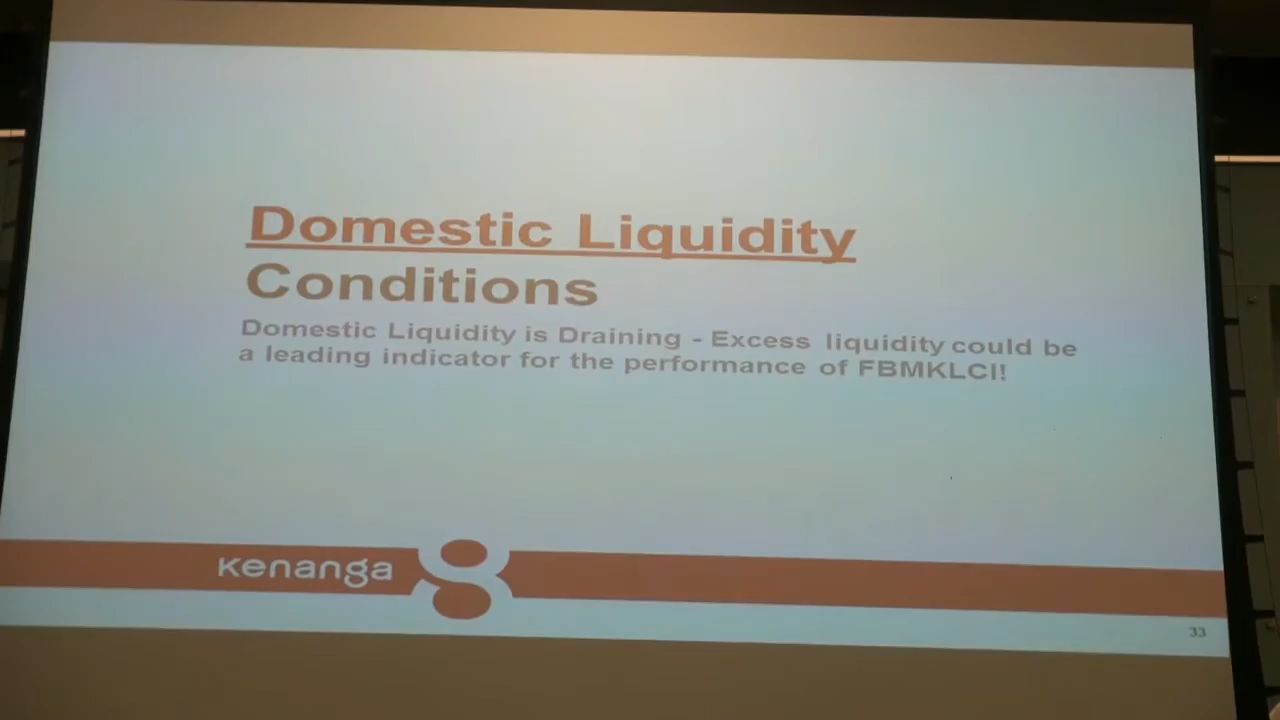 Domestic Liquidity
Conditions
Domestic Liquidity is Draining - Excess liquidity could be
a leading indicator for the performance of FBMKLCI!
kenanga
33